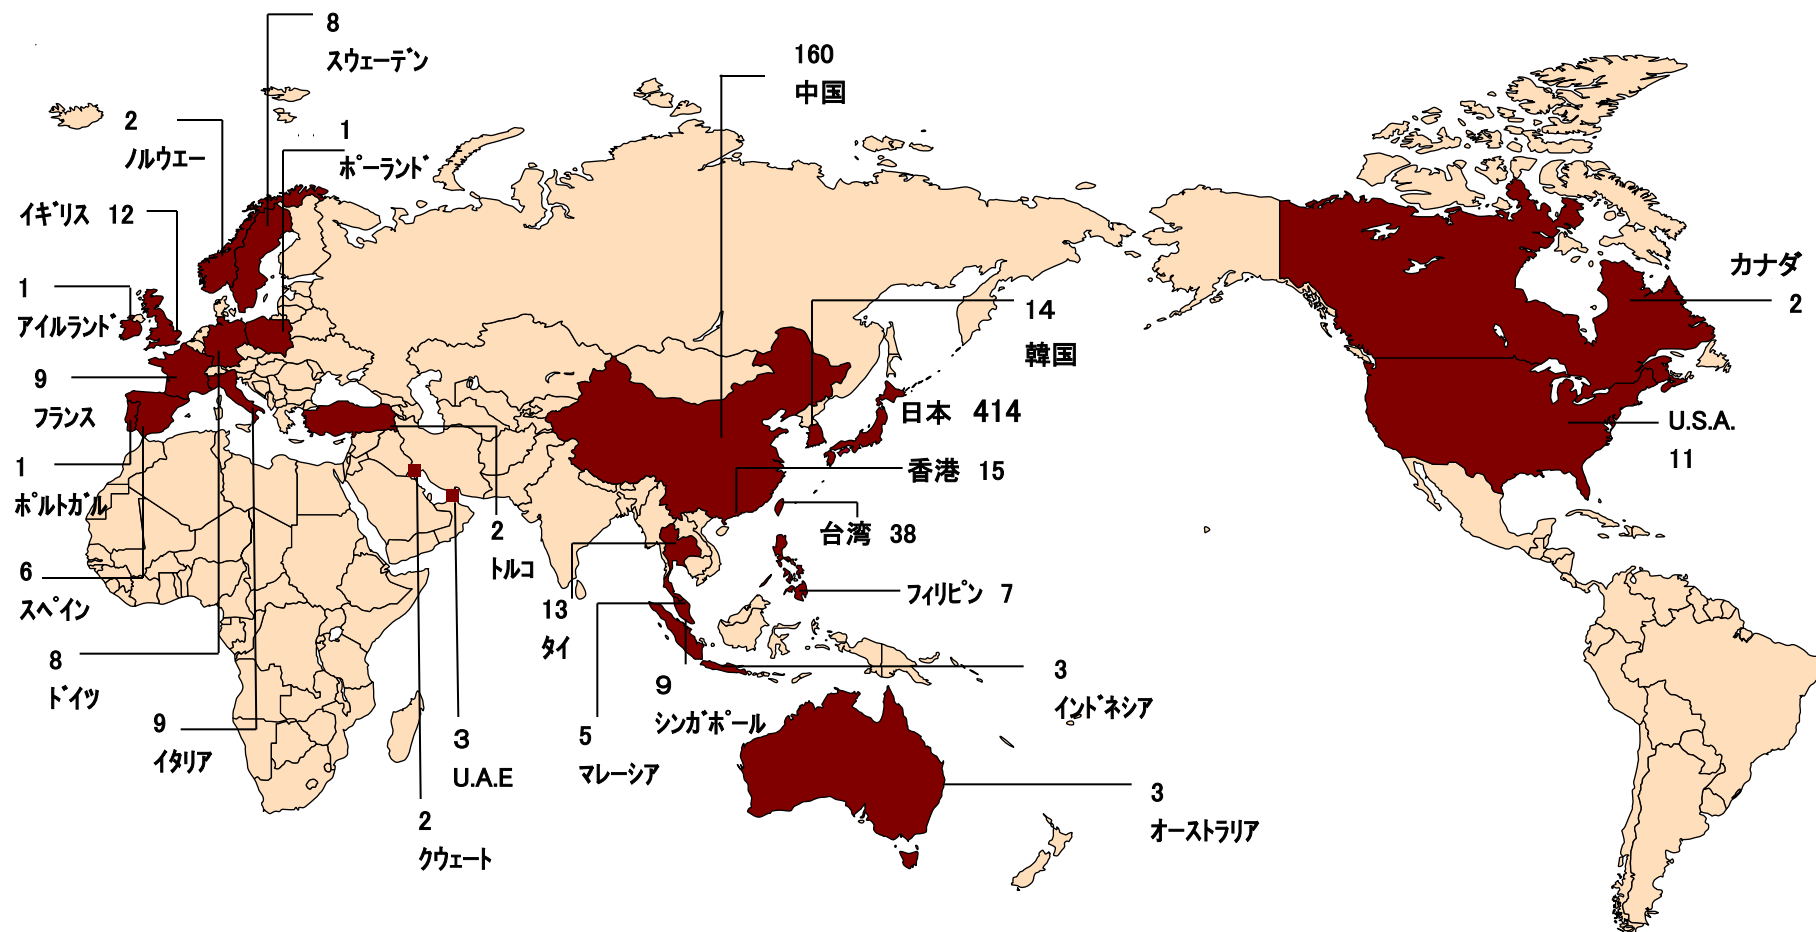 8
スウェーデン
160
中国
2
ノルウエー
1
ポーランド
イギリス 12
カナダ
2
1
アイルランド
14
韓国
9
フランス
日本 414
U.S.A.
11
1
ポルトガル
香港 15
2
トルコ
台湾 38
6
スペイン
13
タイ
フィリピン 7
8
ドイツ
9
シンガポール
3
インドネシア
9
イタリア
3
U.A.E
5
マレーシア
2
クウェート
3
オーストラリア